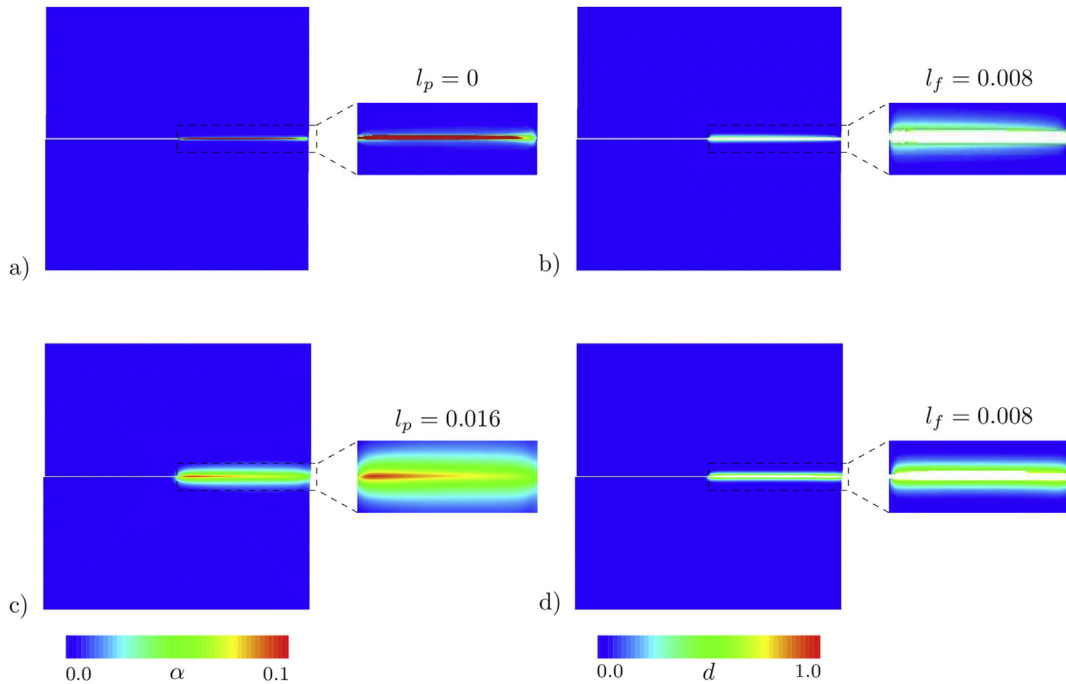 l_p = 0
l_f = 0.008
a)
b)
l_p = 0.016
l_f = 0.008
c)
d)
0.0 α 0.1
0.0 d 1.0